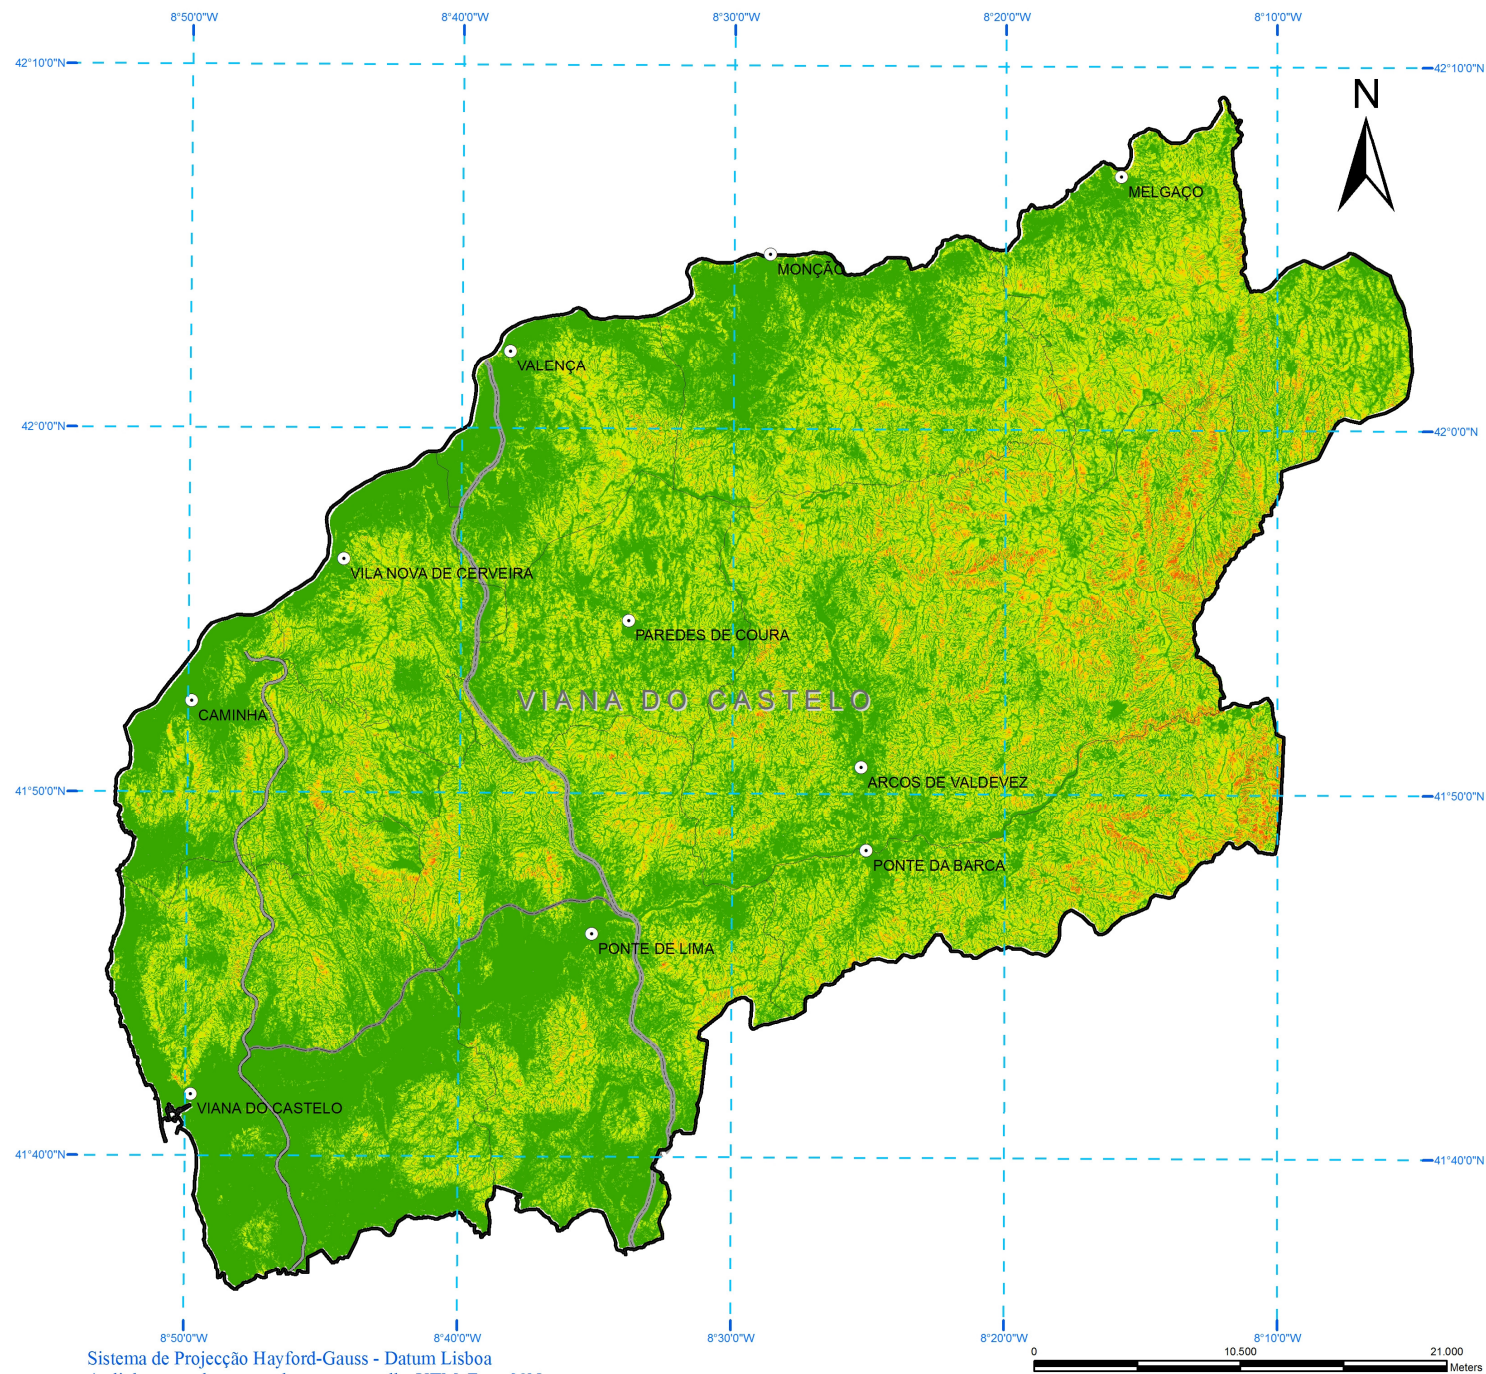 8°50'0"W 8°40'0"W 8°30'0"W 8°20'0"W 8°10'0"W
42°10'0"N 42°10'0"N
N
MELGAÇO
MONÇÃO
VALENÇA
42°0'0"N 42°0'0"N
VILA NOVA DE CERVEIRA
PAREDES DE COURA
VIANA DO CASTELO
CAMINHA
ARCOS DE VALDEVEZ
41°50'0"N 41°50'0"N
PONTE DA BARCA
PONTE DE LIMA
VIANA DO CASTELO
41°40'0"N 41°40'0"N
8°50'0"W 8°40'0"W 8°30'0"W 8°20'0"W 8°10'0"W
Sistema de Projecção Hayford-Gauss - Datum Lisboa
0 10.500 21.000
Meters